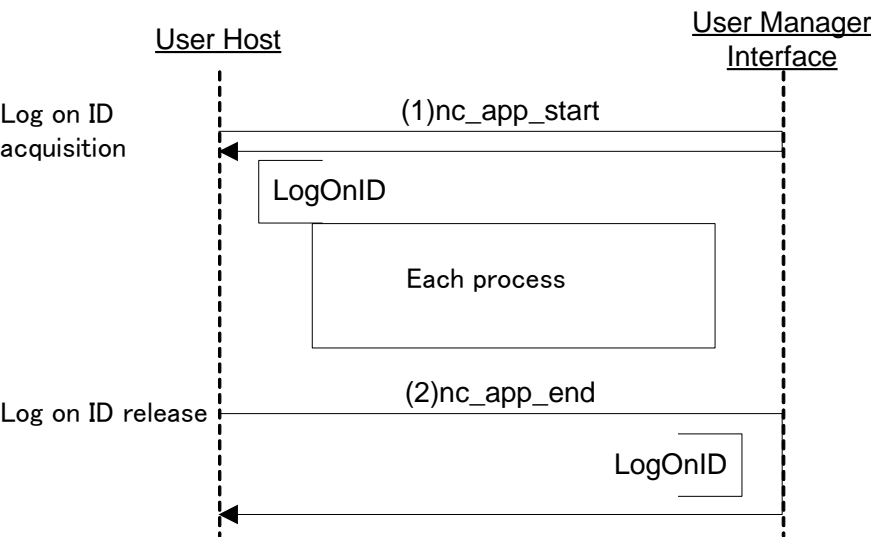 User Host
User Manager
Interface
Log on ID
acquisition
(1)nc_app_start
LogOnID
Each process
(2)nc_app_end
Log on ID release
LogOnID